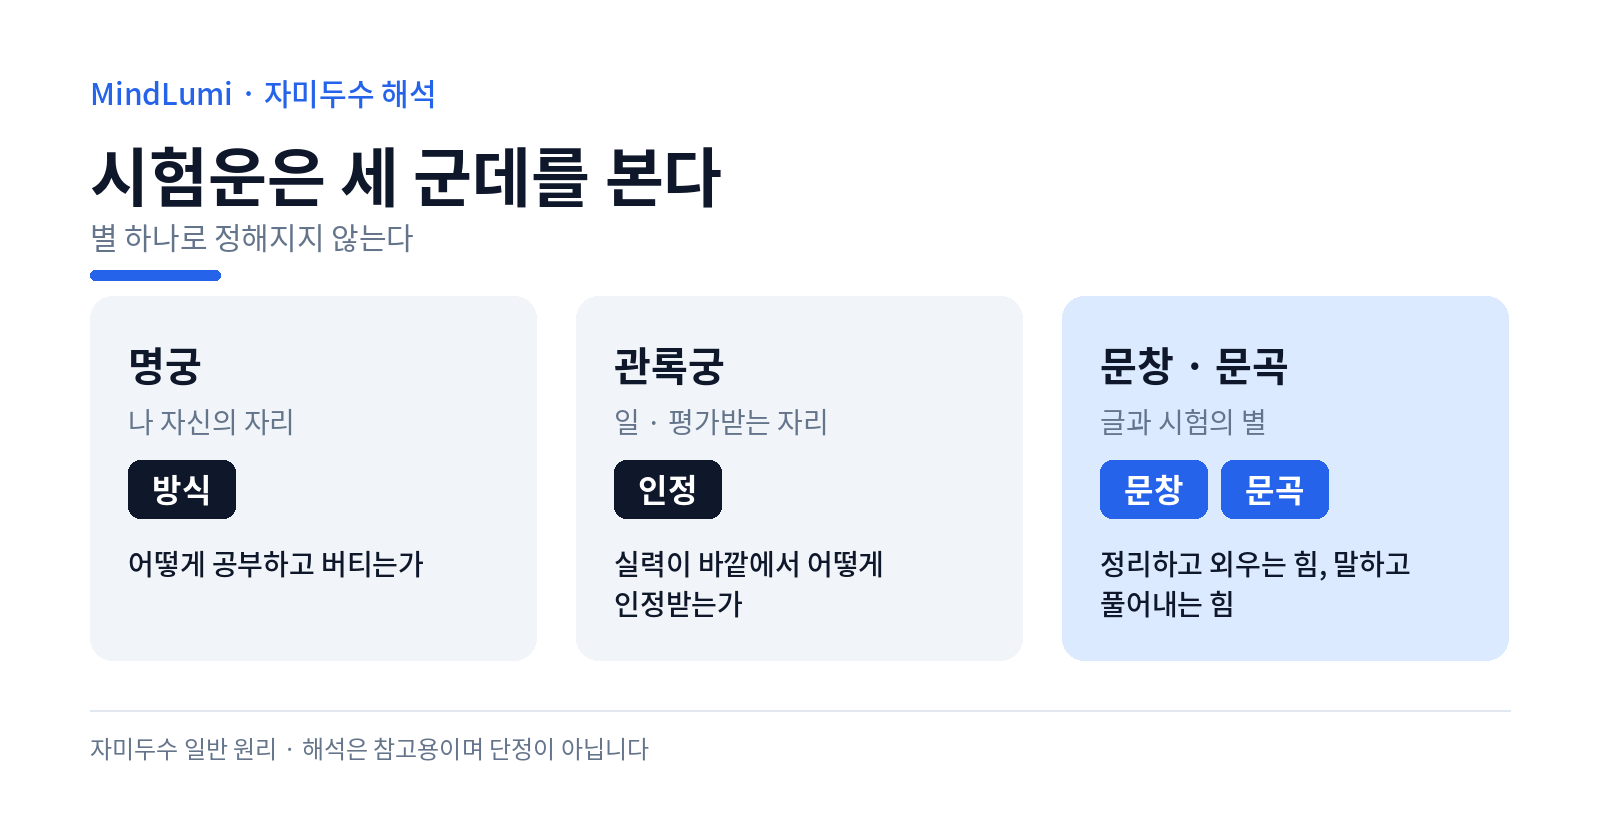 MindLumi · 자미두수 해석
시험운은 세 군데를 본다
별 하나로 정해지지 않는다
명궁
나 자신의 자리
방식
어떻게 공부하고 버티는가
관록궁
일 · 평가받는 자리
인정
실력이 바깥에서 어떻게
인정받는가
문창 · 문곡
글과 시험의 별
문창 문곡
정리하고 외우는 힘, 말하고
풀어내는 힘
자미두수 일반 원리 · 해석은 참고용이며 단정이 아닙니다